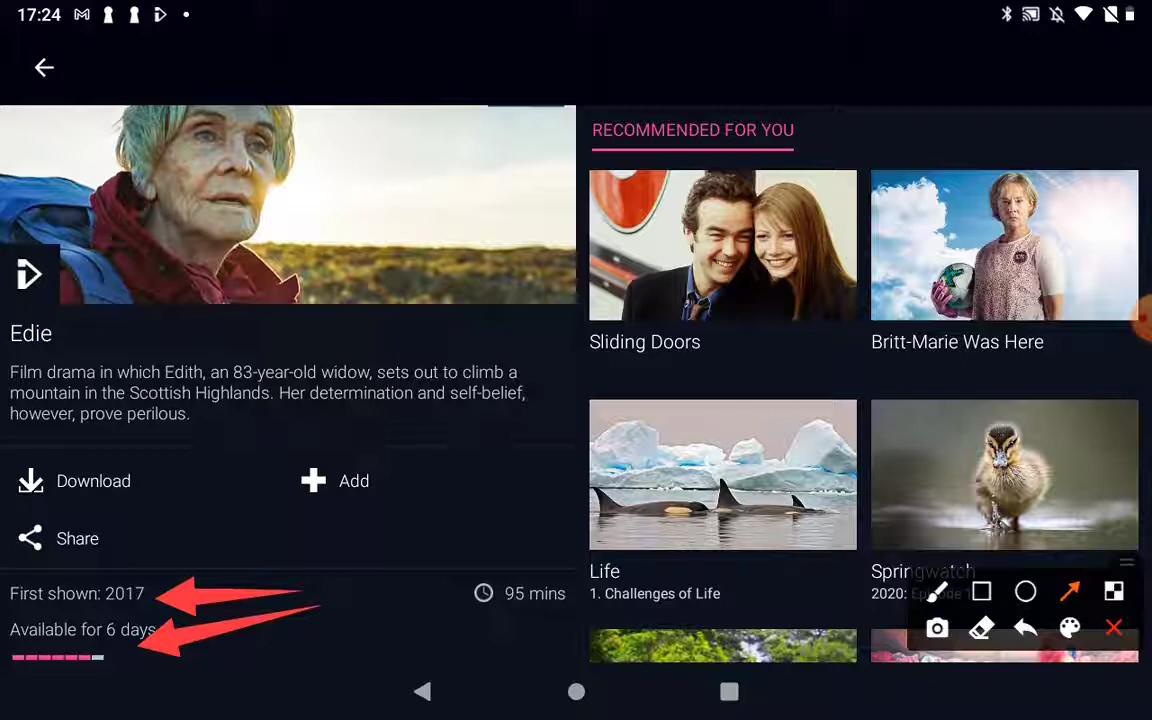 17:24
RECOMMENDED FOR YOU
Edie
Film drama in which Edith, an 83-year-old widow, sets out to climb a
mountain in the Scottish Highlands. Her determination and self-belief,
however, prove perilous.
Download
Add
Share
First shown: 2017
95 mins
Available for 6 days
Sliding Doors
Britt-Marie Was Here
Life
1. Challenges of Life
Springwatch
2020: Episode 1